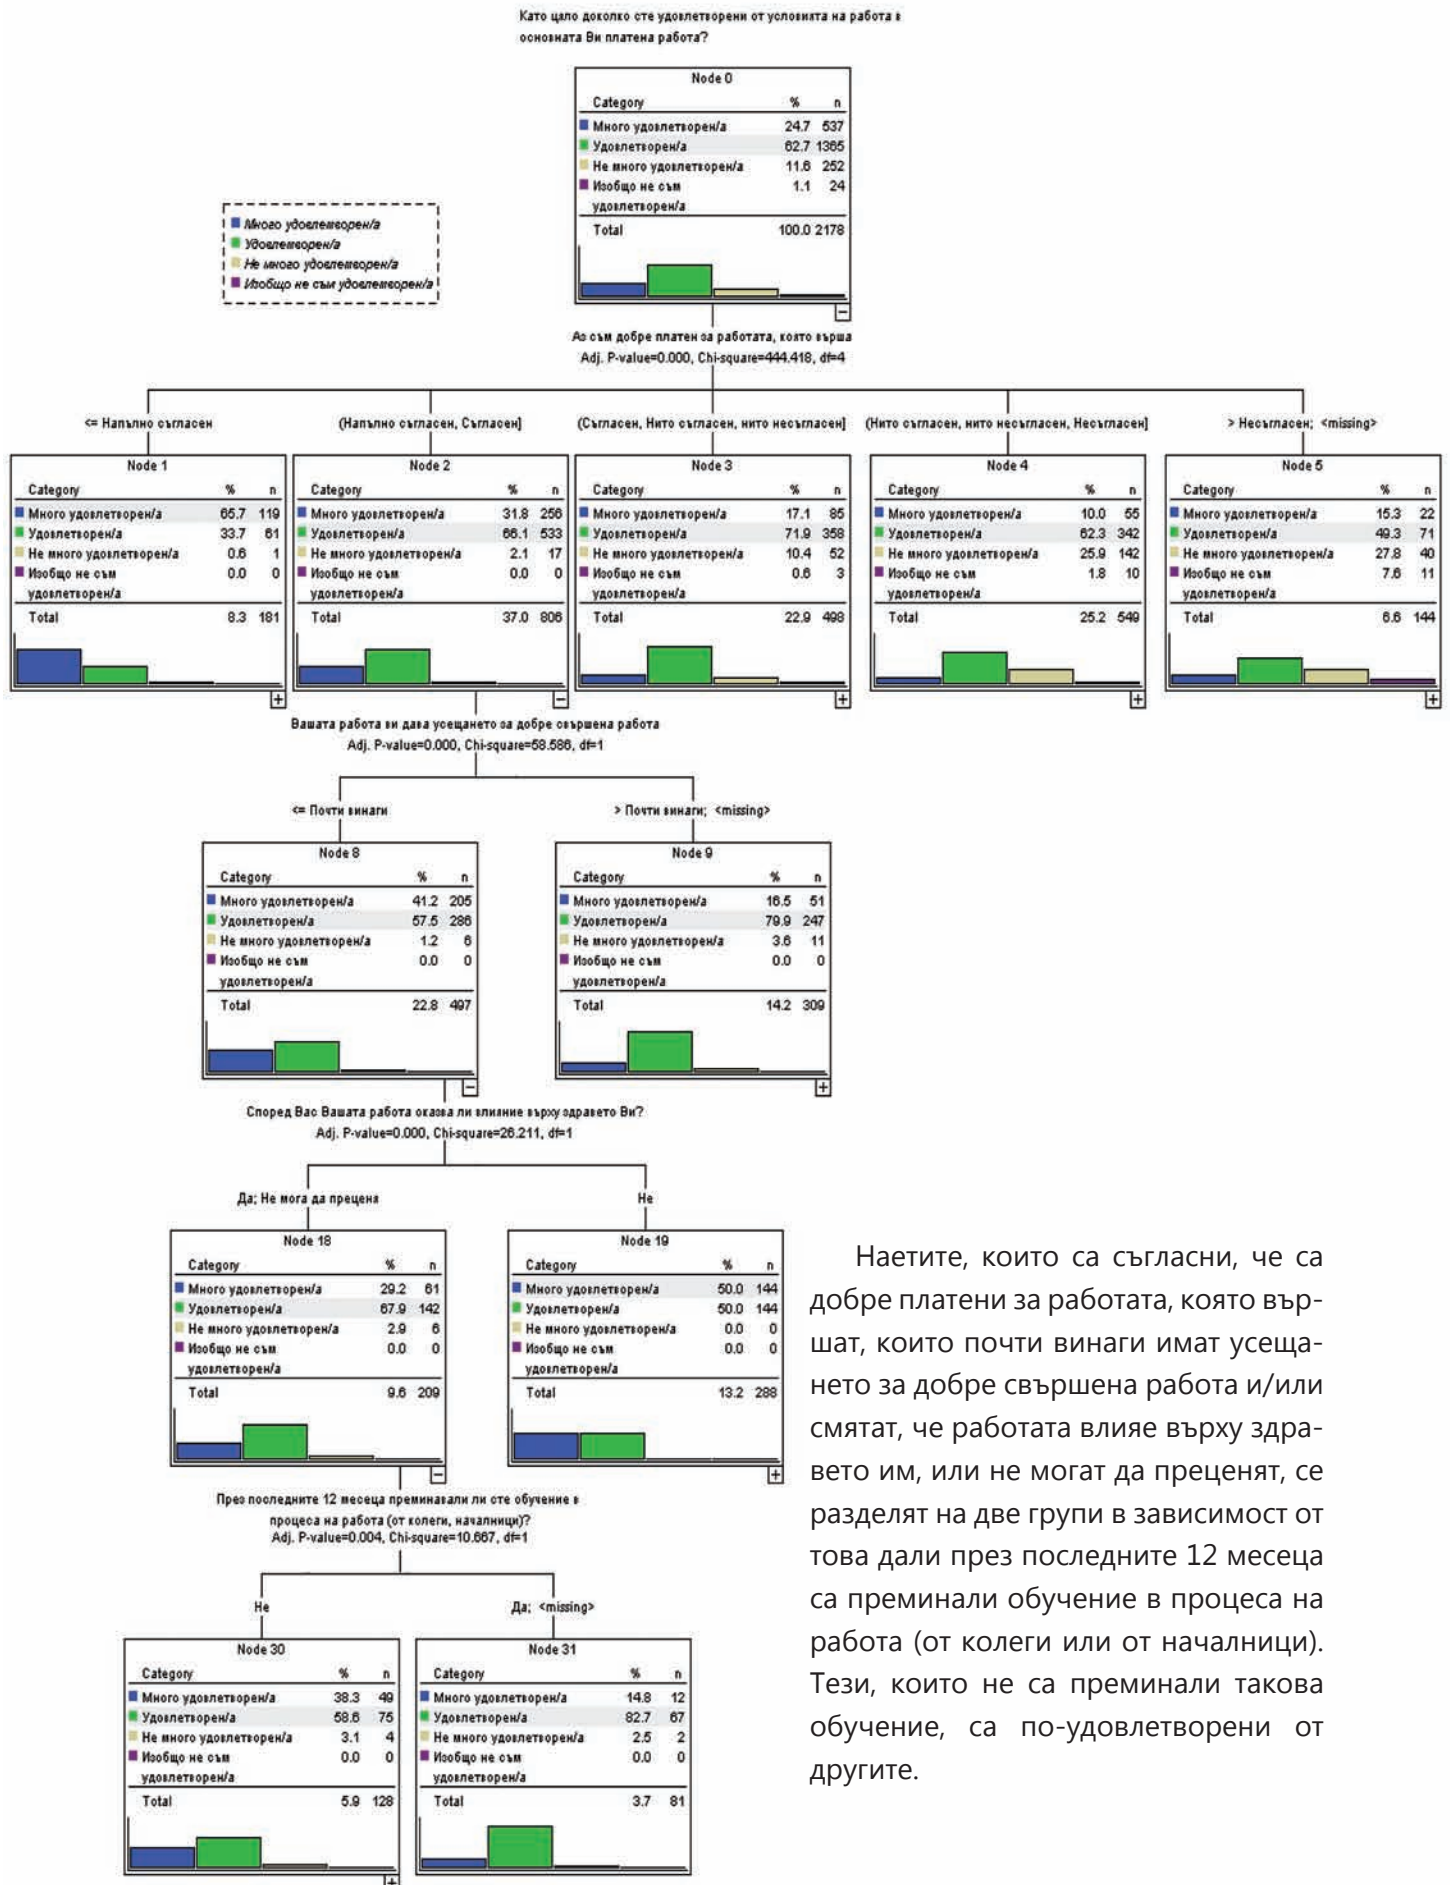 Като цяло доколко сте удовлетворени от условията на работа в
основната Ви платена работа?
Node 0
Category % n
Много удовлетворен/а 24.7 537
Удовлетворен/а 62.7 1365
Не много удовлетворен/а 11.6 252
Изобщо не съм 1.1 24
удовлетворен/а
Total 100.0 2178
Много удовлетворен/а
Удовлетворен/а
Не много удовлетворен/а
Изобщо не съм удовлетворен/а
Аз съм добре платен за работата, която върша
Adj. P-value=0.000, Chi-square=444.418, df=4
<= Напълно съгласен
(Напълно съгласен, Съгласен]
(Съгласен, Нито съгласен, нито несъгласен]
(Нито съгласен, нито несъгласен, Несъгласен]
> Несъгласен; <missing>
Node 1
Category % n
Много удовлетворен/а 65.7 119
Удовлетворен/а 33.7 61
Не много удовлетворен/а 0.6 1
Изобщо не съм 0.0 0
удовлетворен/а
Total 8.3 181
Node 2
Category % n
Много удовлетворен/а 31.8 256
Удовлетворен/а 66.1 533
Не много удовлетворен/а 2.1 17
Изобщо не съм 0.0 0
удовлетворен/а
Total 37.0 806
Node 3
Category % n
Много удовлетворен/а 17.1 85
Удовлетворен/а 71.9 358
Не много удовлетворен/а 10.4 52
Изобщо не съм 0.6 3
удовлетворен/а
Total 22.9 498
Node 4
Category % n
Много удовлетворен/а 10.0 55
Удовлетворен/а 62.3 342
Не много удовлетворен/а 25.9 142
Изобщо не съм 1.8 10
удовлетворен/а
Total 25.2 549
Node 5
Category % n
Много удовлетворен/а 15.3 22
Удовлетворен/а 49.3 71
Не много удовлетворен/а 27.8 40
Изобщо не съм 7.6 11
удовлетворен/а
Total 6.6 144
Вашата работа ви дава усещането за добре свършена работа
Adj. P-value=0.000, Chi-square=58.586, df=1
<= Почти винаги
> Почти винаги; <missing>
Node 8
Category % n
Много удовлетворен/а 41.2 205
Удовлетворен/а 57.5 286
Не много удовлетворен/а 1.2 6
Изобщо не съм 0.0 0
удовлетворен/а
Total 22.8 497
Node 9
Category % n
Много удовлетворен/а 16.5 51
Удовлетворен/а 79.9 247
Не много удовлетворен/а 3.6 11
Изобщо не съм 0.0 0
удовлетворен/а
Total 14.2 309
Според Вас Вашата работа оказва ли влияние върху здравето Ви?
Adj. P-value=0.000, Chi-square=26.211, df=1
Да; Не мога да преценя
Не
Node 18
Category % n
Много удовлетворен/а 29.2 61
Удовлетворен/а 67.9 142
Не много удовлетворен/а 2.9 6
Изобщо не съм 0.0 0
удовлетворен/а
Total 9.6 209
Node 19
Category % n
Много удовлетворен/а 50.0 144
Удовлетворен/а 50.0 144
Не много удовлетворен/а 0.0 0
Изобщо не съм 0.0 0
удовлетворен/а
Total 13.2 288
През последните 12 месеца преминавали ли сте обучение в
процеса на работа (от колеги, началници)?
Adj. P-value=0.004, Chi-square=10.667, df=1
Не
Да; <missing>
Node 30
Category % n
Много удовлетворен/а 38.3 49
Удовлетворен/а 58.6 75
Не много удовлетворен/а 3.1 4
Изобщо не съм 0.0 0
удовлетворен/а
Total 5.9 128
Node 31
Category % n
Много удовлетворен/а 14.8 12
Удовлетворен/а 82.7 67
Не много удовлетворен/а 2.5 2
Изобщо не съм 0.0 0
удовлетворен/а
Total 3.7 81
Наетите, които са съгласни, че са
добре платени за работата, която вър-
шат, които почти винаги имат усеща-
нето за добре свършена работа и/или
смятат, че работата влияе върху здра-
вето им, или не могат да преценят, се
разделят на две групи в зависимост от
това дали през последните 12 месеца
са преминали обучение в процеса на
работа (от колеги или от началници).
Тези, които не са преминали такова
обучение, са по-удовлетворени от
другите.